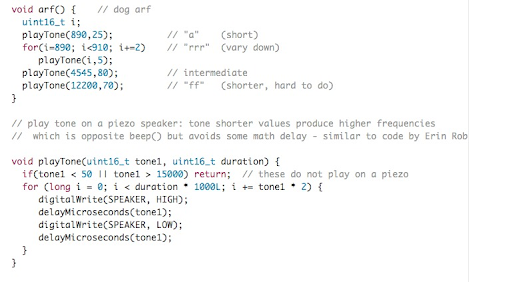 void arf() {    // dog arf
  uint16_t i;
  playTone(890,25);          // "a"    (short)
  for(i=890; i<910; i+=2)    // "rrr"  (vary down)
     playTone(i,5);
  playTone(4545,80);         // intermediate
  playTone(12200,70);        // "ff"   (shorter, hard to do)
}
// play tone on a piezo speaker: tone shorter values produce higher frequencies
//  which is opposite beep() but avoids some math delay - similar to code by Erin Rob
void playTone(uint16_t tone1, uint16_t duration) {
  if(tone1 < 50 || tone1 > 15000) return;  // these do not play on a piezo
  for (long i = 0; i < duration * 1000L; i += tone1 * 2) {
     digitalWrite(SPEAKER, HIGH);
     delayMicroseconds(tone1);
     digitalWrite(SPEAKER, LOW);
     delayMicroseconds(tone1);
  }
}